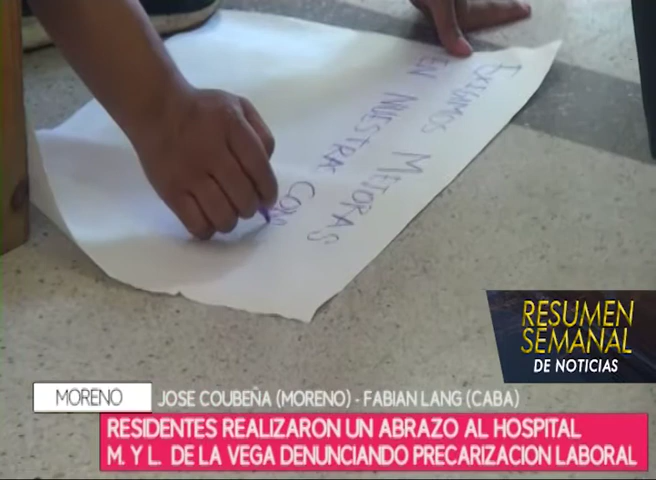 EXIGIMOS MEJORAS
EN NUESTRA
RESUMEN
SEMANAL
DE NOTICIAS
MORENO
JOSE COUBEÑA (MORENO) - FABIAN LANG (CABA)
RESIDENTES REALIZARON UN ABRAZO AL HOSPITAL
M. Y L. DE LA VEGA DENUNCIANDO PRECARIZACION LABORAL